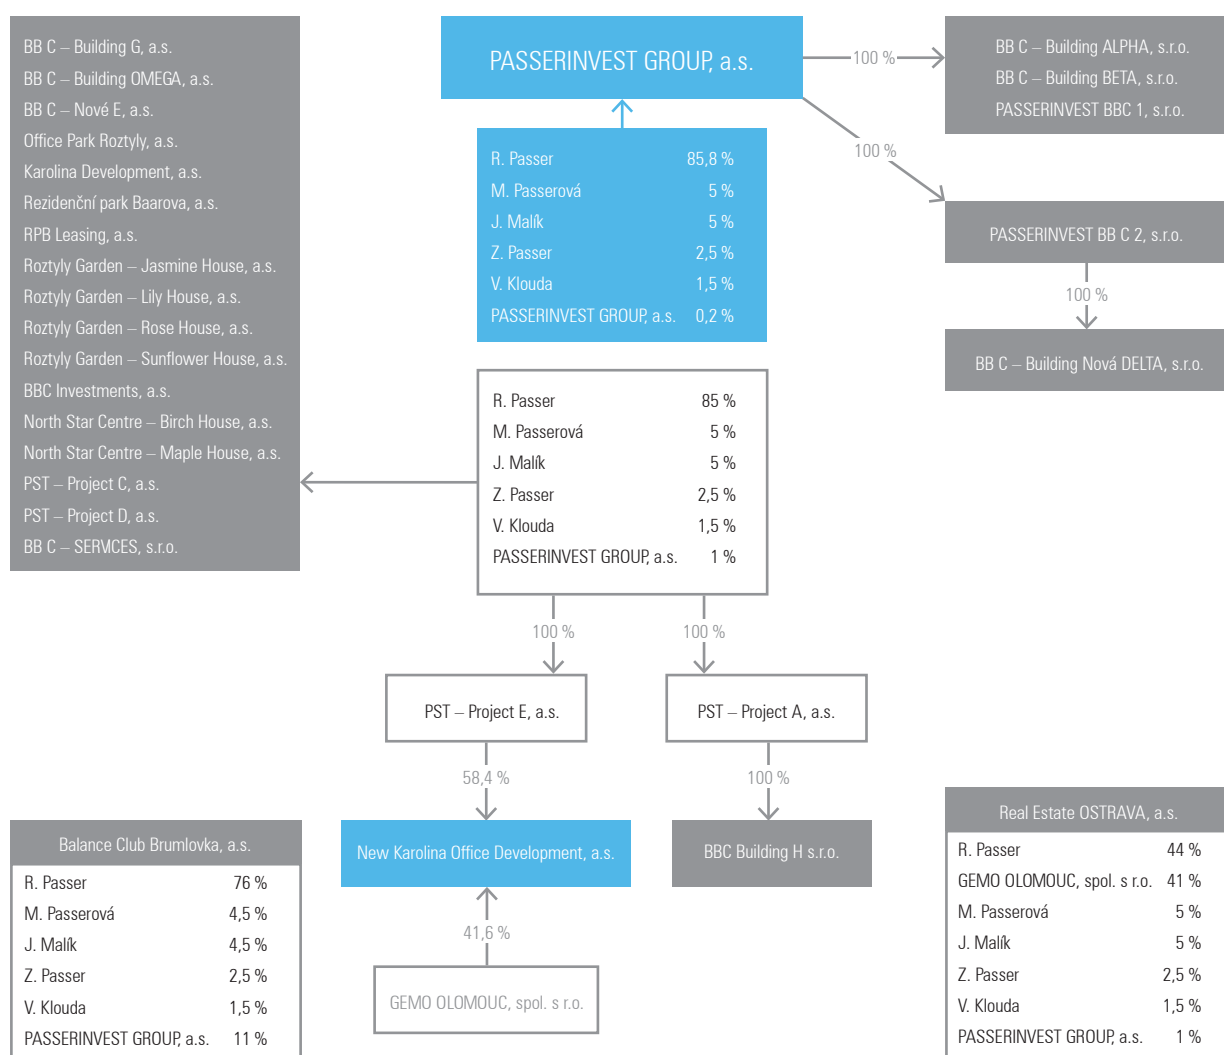 BB C – Building G, a.s.
BB C – Building OMEGA, a.s.
BB C – Nové E, a.s.
Office Park Roztyly, a.s.
Karolina Development, a.s.
Rezidenční park Baarova, a.s.
RPB Leasing, a.s.
Roztyly Garden – Jasmine House, a.s.
Roztyly Garden – Lily House, a.s.
Roztyly Garden – Rose House, a.s.
Roztyly Garden – Sunflower House, a.s.
BBC Investments, a.s.
North Star Centre – Birch House, a.s.
North Star Centre – Maple House, a.s.
PST – Project C, a.s.
PST – Project D, a.s.
BB C – SERVICES, s.r.o.
PASSERINVEST GROUP, a.s.
100 %
BB C – Building ALPHA, s.r.o.
BB C – Building BETA, s.r.o.
PASSERINVEST BBC 1, s.r.o.
100 %
PASSERINVEST BB C 2, s.r.o.
100 %
BB C – Building Nová DELTA, s.r.o.
R. Passer 85,8 %
M. Passerová 5 %
J. Malík 5 %
Z. Passer 2,5 %
V. Klouda 1,5 %
PASSERINVEST GROUP, a.s. 0,2 %
R. Passer 85 %
M. Passerová 5 %
J. Malík 5 %
Z. Passer 2,5 %
V. Klouda 1,5 %
PASSERINVEST GROUP, a.s. 1 %
100 %
100 %
PST – Project E, a.s.
PST – Project A, a.s.
58,4 %
100 %
New Karolina Office Development, a.s.
BBC Building H s.r.o.
41,6 %
GEMO OLOMOUC, spol. s r.o.
Balance Club Brumlovka, a.s.
R. Passer 76 %
M. Passerová 4,5 %
J. Malík 4,5 %
Z. Passer 2,5 %
V. Klouda 1,5 %
PASSERINVEST GROUP, a.s. 11 %
Real Estate OSTRAVA, a.s.
R. Passer 44 %
GEMO OLOMOUC, spol. s r.o. 41 %
M. Passerová 5 %
J. Malík 5 %
Z. Passer 2,5 %
V. Klouda 1,5 %
PASSERINVEST GROUP, a.s. 1 %